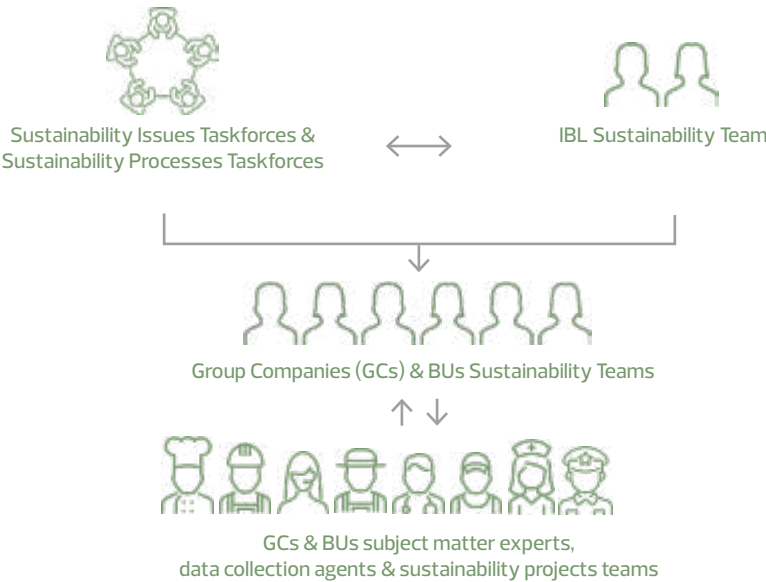 Sustainability Issues Taskforces &
Sustainability Processes Taskforces
IBL Sustainability Team
Group Companies (GCs) & BUs Sustainability Teams
GCs & BUs subject matter experts,
data collection agents & sustainability projects teams